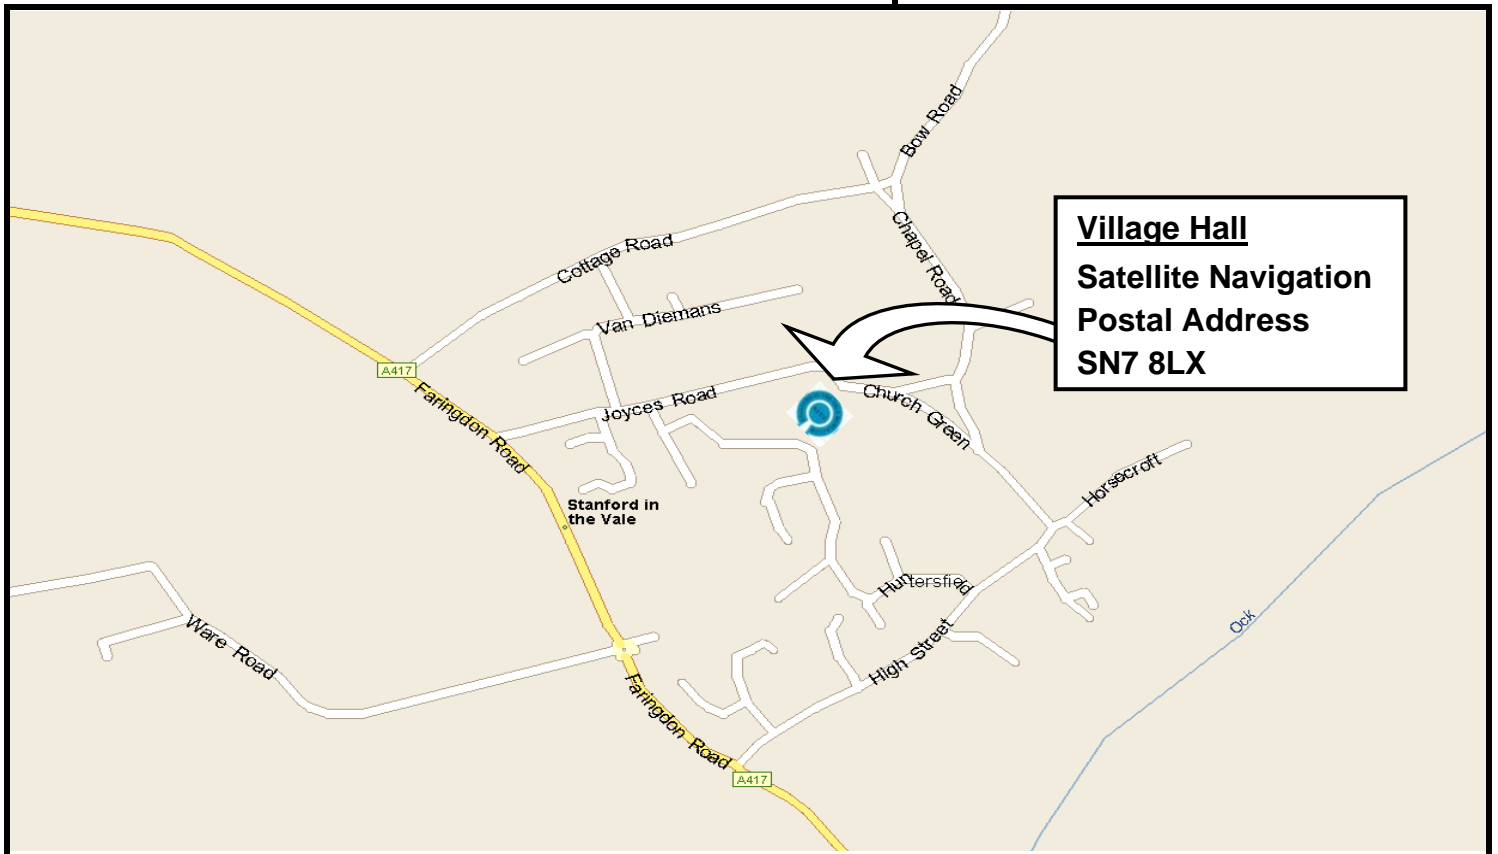 Bow Road
Chapel Road
Cottage Road
Village Hall
Satellite Navigation
Postal Address
SN7 8LX
Van Diemans
A417
Faringdon Road
Joyces Road
Church Green
Horsecroft
Stanford in
the Vale
Huntersfield
Ock
Ware Road
High Street
Faringdon Road
A417